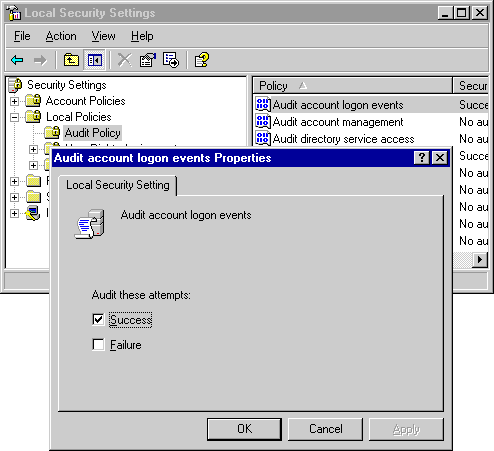 Local Security Settings
File Action View Help
Security Settings
Account Policies
Local Policies
Audit Policy
Policy Secur
Audit account logon events Succe
Audit account management No au
Audit directory service access No au
Succe
No au
No au
No au
No au
No au
Audit account logon events Properties
Local Security Setting
Audit account logon events
Audit these attempts:
Success
Failure
OK Cancel Apply